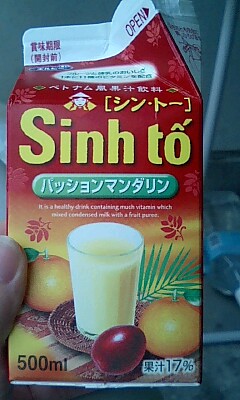 OPEN
賞味期限
(開封前)
ベトナム風果汁飲料
[シン・トー]
Sinh tố
パッションマンダリン
It is a healthy drink containing much vitamin which
mixed condensed milk with a fruit puree.
500ml
果汁17%